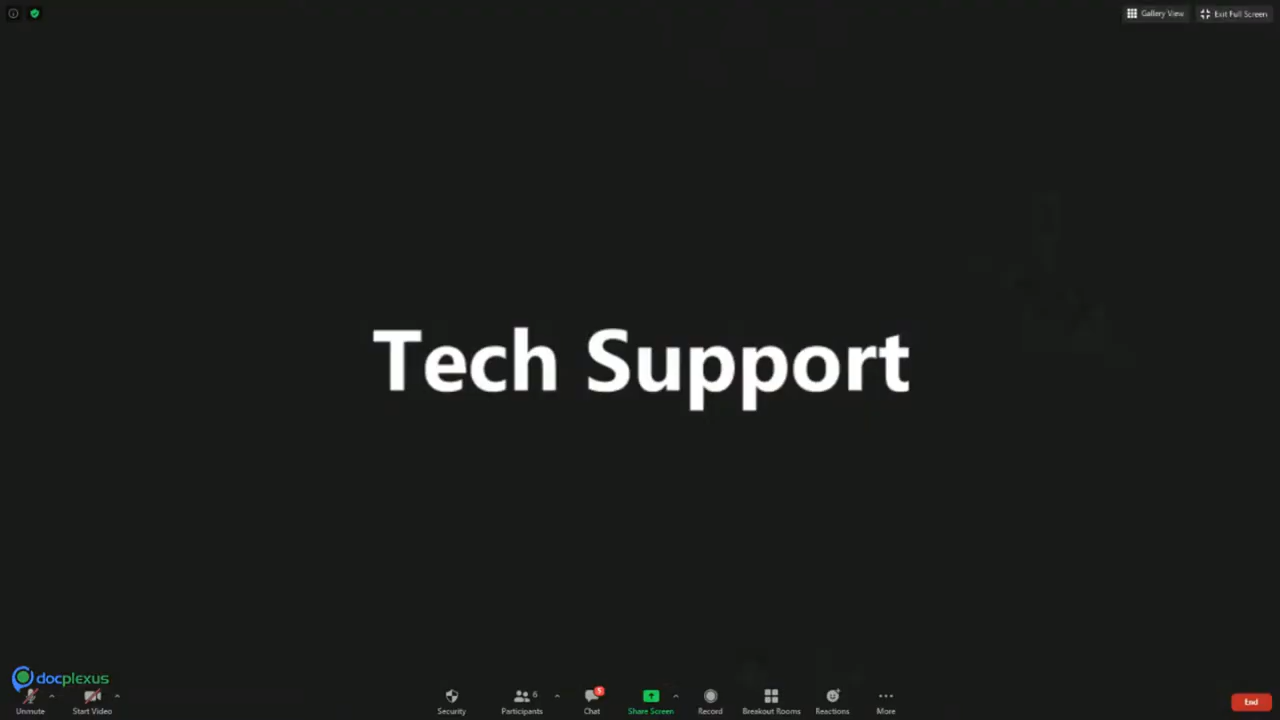 Gallery View
Exit Full Screen
Tech Support
docplexus
Unmute
Start Video
Security
Participants
6
Chat
5
Share Screen
Record
Breakout Rooms
Reactions
More
End